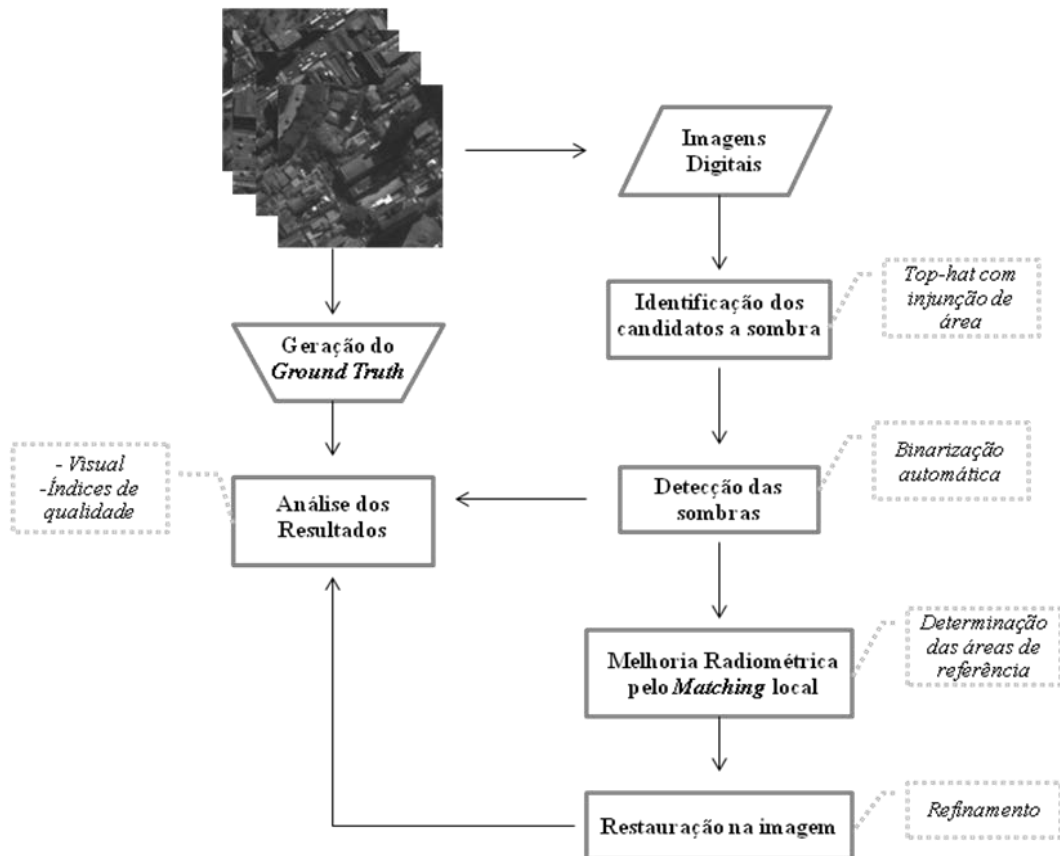 Imagens
Digitais
Identificação dos
candidatos a sombra
Top-hat com
injunção de
área
Geração do
Ground Truth
- Visual
-Índices de
qualidade
Análise dos
Resultados
Detecção das
sombras
Binarização
automática
Melhoria Radiométrica
pelo Matching local
Determinação
das áreas de
referência
Restauração na imagem
Refinamento